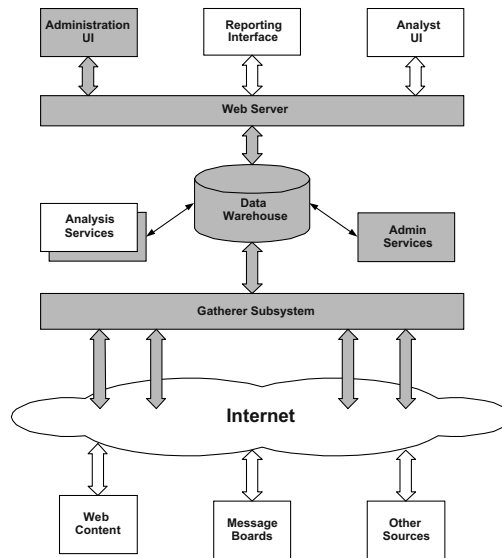 Administration
UI
Reporting
Interface
Analyst
UI
Web Server
Data
Warehouse
Analysis
Services
Admin
Services
Gatherer Subsystem
Internet
Web
Content
Message
Boards
Other
Sources